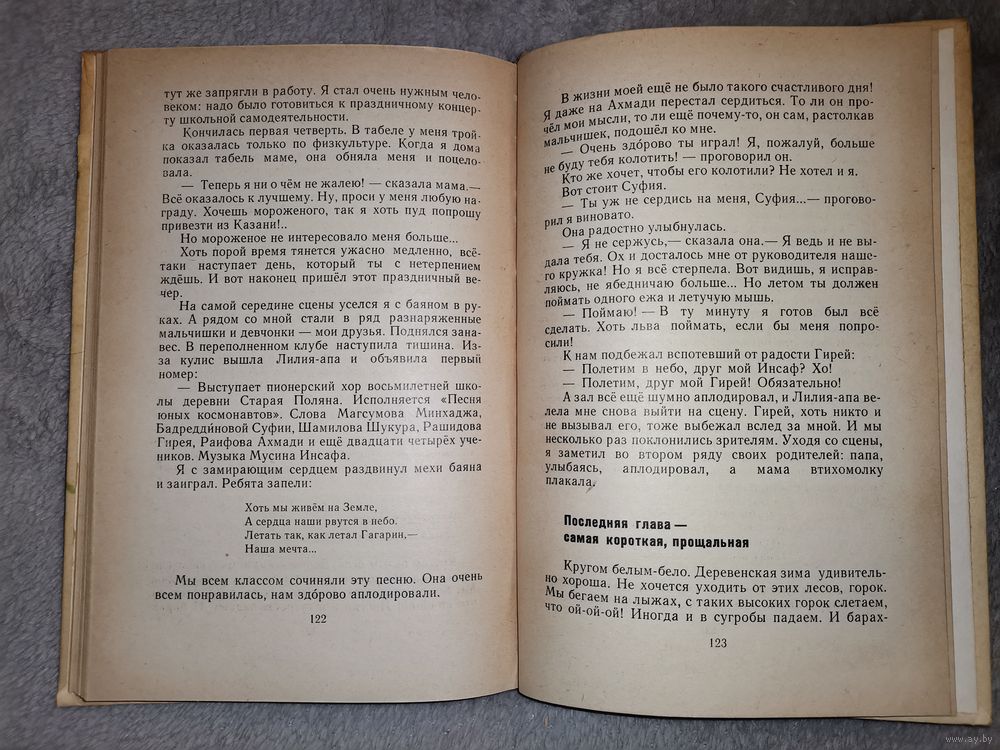 тут же запрягли в работу. Я стал очень нужным чело-
веком: надо было готовиться к праздничному концер-
ту школьной самодеятельности.
Кончилась первая четверть. В табеле у меня трой-
ка оказалась только по физкультуре. Когда я дома
показал табель маме, она обняла меня и поцело-
вала.
— Теперь я ни о чём не жалею! — сказала мама.—
Всё оказалось к лучшему. Ну, проси у меня любую на-
граду. Хочешь мороженого, так я хоть пуд попрошу
привезти из Казани!..
Но мороженое не интересовало меня больше...
Хоть порой время тянется ужасно медленно, всё-
таки наступает день, который ты с нетерпением
ждёшь. И вот наконец пришёл этот праздничный ве-
чер.
На самой середине сцены уселся я с баяном в ру-
ках. А рядом со мной стали в ряд разнаряженные
мальчишки и девчонки — мои друзья. Поднялся зана-
вес. В переполненном клубе наступила тишина. Из-
за кулис вышла Лилия-апа и объявила первый
номер:
— Выступает пионерский хор восьмилетней шко-
лы деревни Старая Поляна. Исполняется «Песня
юных космонавтов». Слова Магсумова Минхаджа,
Бадреддиновой Суфии, Шамилова Шукура, Рашидова
Гирея, Раифова Ахмади и ещё двадцати четырёх уче-
ников. Музыка Мусина Инсафа.
Я с замирающим сердцем раздвинул мехи баяна
и заиграл. Ребята запели:
Хоть мы живём на Земле,
А сердца наши рвутся в небо.
Летать так, как летал Гагарин,—
Наша мечта...
Мы всем классом сочиняли эту песню. Она очень
всем понравилась, нам здо́рово аплодировали.
122
В жизни моей ещё не было такого счастливого дня!
Я даже на Ахмади перестал сердиться. То ли он про-
чёл мои мысли, то ли ещё почему-то, он сам, растолкав
мальчишек, подошёл ко мне.
— Очень здо́рово ты играл! Я, пожалуй, больше
не буду тебя колотить! — проговорил он.
Кто же хочет, чтобы его колотили? Не хотел и я.
Вот стоит Суфия.
— Ты уж не сердись на меня, Суфия...— прогово-
рил я виновато.
Она радостно улыбнулась.
— Я не сержусь,— сказала она.— Я ведь и не вы-
дала тебя. Ох и досталось мне от руководителя наше-
го кружка! Но я всё стерпела. Вот видишь, я исправ-
ляюсь, не ябедничаю больше... Но летом ты должен
поймать одного ежа и летучую мышь.
— Поймаю! — В ту минуту я готов был всё
сделать. Хоть льва поймать, если бы меня попро-
сили!
К нам подбежал вспотевший от радости Гирей:
— Полетим в небо, друг мой Инсаф? Хо!
— Полетим, друг мой Гирей! Обязательно!
А зал всё ещё шумно аплодировал, и Лилия-апа ве-
лела мне снова выйти на сцену. Гирей, хоть никто и
не вызывал его, тоже выбежал вслед за мной. И мы
несколько раз поклонились зрителям. Уходя со сцены,
я заметил во втором ряду своих родителей: папа,
улыбаясь, аплодировал, а мама втихомолку
плакала.
Последняя глава —
самая короткая, прощальная
Кругом белым-бело. Деревенская зима удивитель-
но хороша. Не хочется уходить от этих лесов, горок.
Мы бегаем на лыжах, с таких высоких горок слетаем,
что ой-ой-ой! Иногда и в сугробы падаем. И барах-
123
www.ay.by